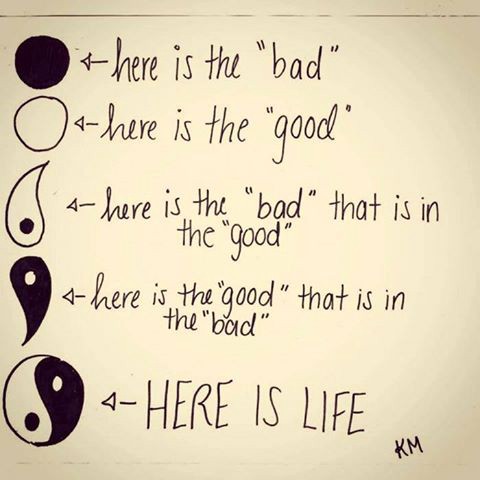 here is the "bad"
here is the "good"
here is the "bad" that is in
the "good"
here is the "good" that is in
the "bad"
HERE IS LIFE
KM